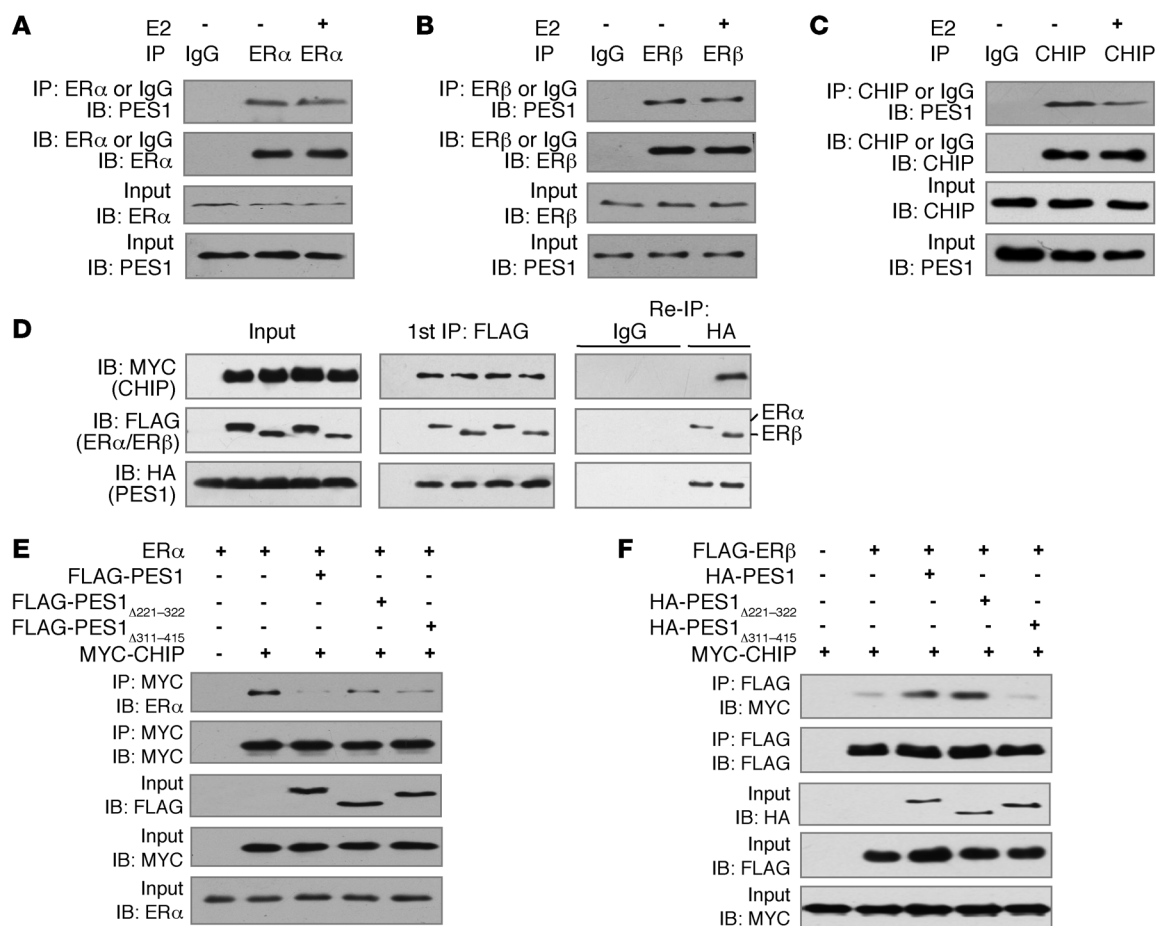 A
E2 - - +
IP IgG ERα ERα
IP: ERα or IgG
IB: PES1
IB: ERα or IgG
IB: ERα
Input
IB: ERα
Input
IB: PES1
B
E2 - - +
IP IgG ERβ ERβ
IP: ERβ or IgG
IB: PES1
IB: ERβ or IgG
IB: ERβ
Input
IB: ERβ
Input
IB: PES1
C
E2 - - +
IP IgG CHIP CHIP
IP: CHIP or IgG
IB: PES1
IB: CHIP or IgG
IB: CHIP
Input
IB: CHIP
Input
IB: PES1
D
Input
1st IP: FLAG
Re-IP:
IgG HA
IB: MYC
(CHIP)
IB: FLAG
(ERα/ERβ)
ERα
ERβ
IB: HA
(PES1)
E
ERα + + + + +
FLAG-PES1 - - + - -
FLAG-PES1Δ221–322 - - - + -
FLAG-PES1Δ311–415 - - - - +
MYC-CHIP - + + + +
IP: MYC
IB: ERα
IP: MYC
IB: MYC
Input
IB: FLAG
Input
IB: MYC
Input
IB: ERα
F
FLAG-ERβ - + + + +
HA-PES1 - - + - -
HA-PES1Δ221–322 - - - + -
HA-PES1Δ311–415 - - - - +
MYC-CHIP + + + + +
IP: FLAG
IB: MYC
IP: FLAG
IB: FLAG
Input
IB: HA
Input
IB: FLAG
Input
IB: MYC